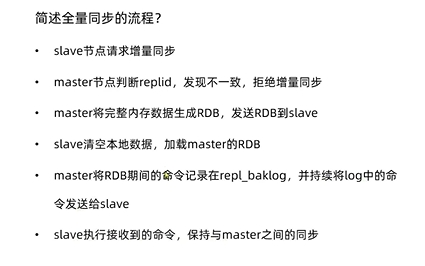 简述全量同步的流程?
• slave节点请求增量同步
• master节点判断replid，发现不一致，拒绝增量同步
• master将完整内存数据生成RDB，发送RDB到slave
• slave清空本地数据，加载master的RDB
• master将RDB期间的命令记录在repl_baklog，并持续将log中的命
令发送给slave
• slave执行接收到的命令，保持与master之间的同步